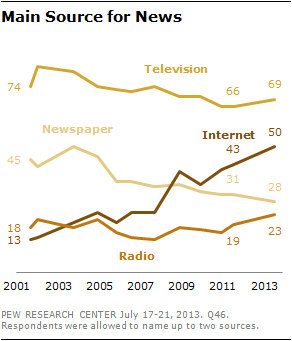 Main Source for News
Television
74
66
69
Newspaper
Internet
50
43
45
31
28
18
13
19
23
Radio
2001 2003 2005 2007 2009 2011 2013
PEW RESEARCH CENTER July 17-21, 2013. Q46.
Respondents were allowed to name up to two sources.